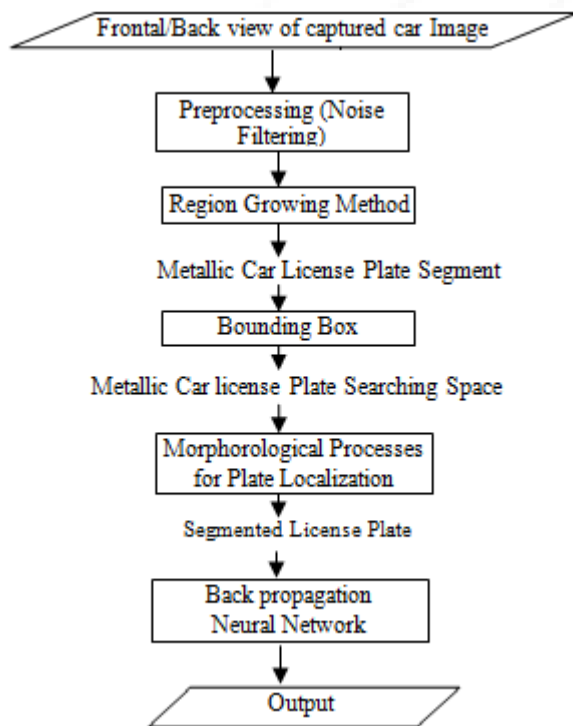 Frontal/Back view of captured car Image
Preprocessing (Noise
Filtering)
Region Growing Method
Metallic Car License Plate Segment
Bounding Box
Metallic Car license Plate Searching Space
Morphorological Processes
for Plate Localization
Segmented License Plate
Back propagation
Neural Network
Output